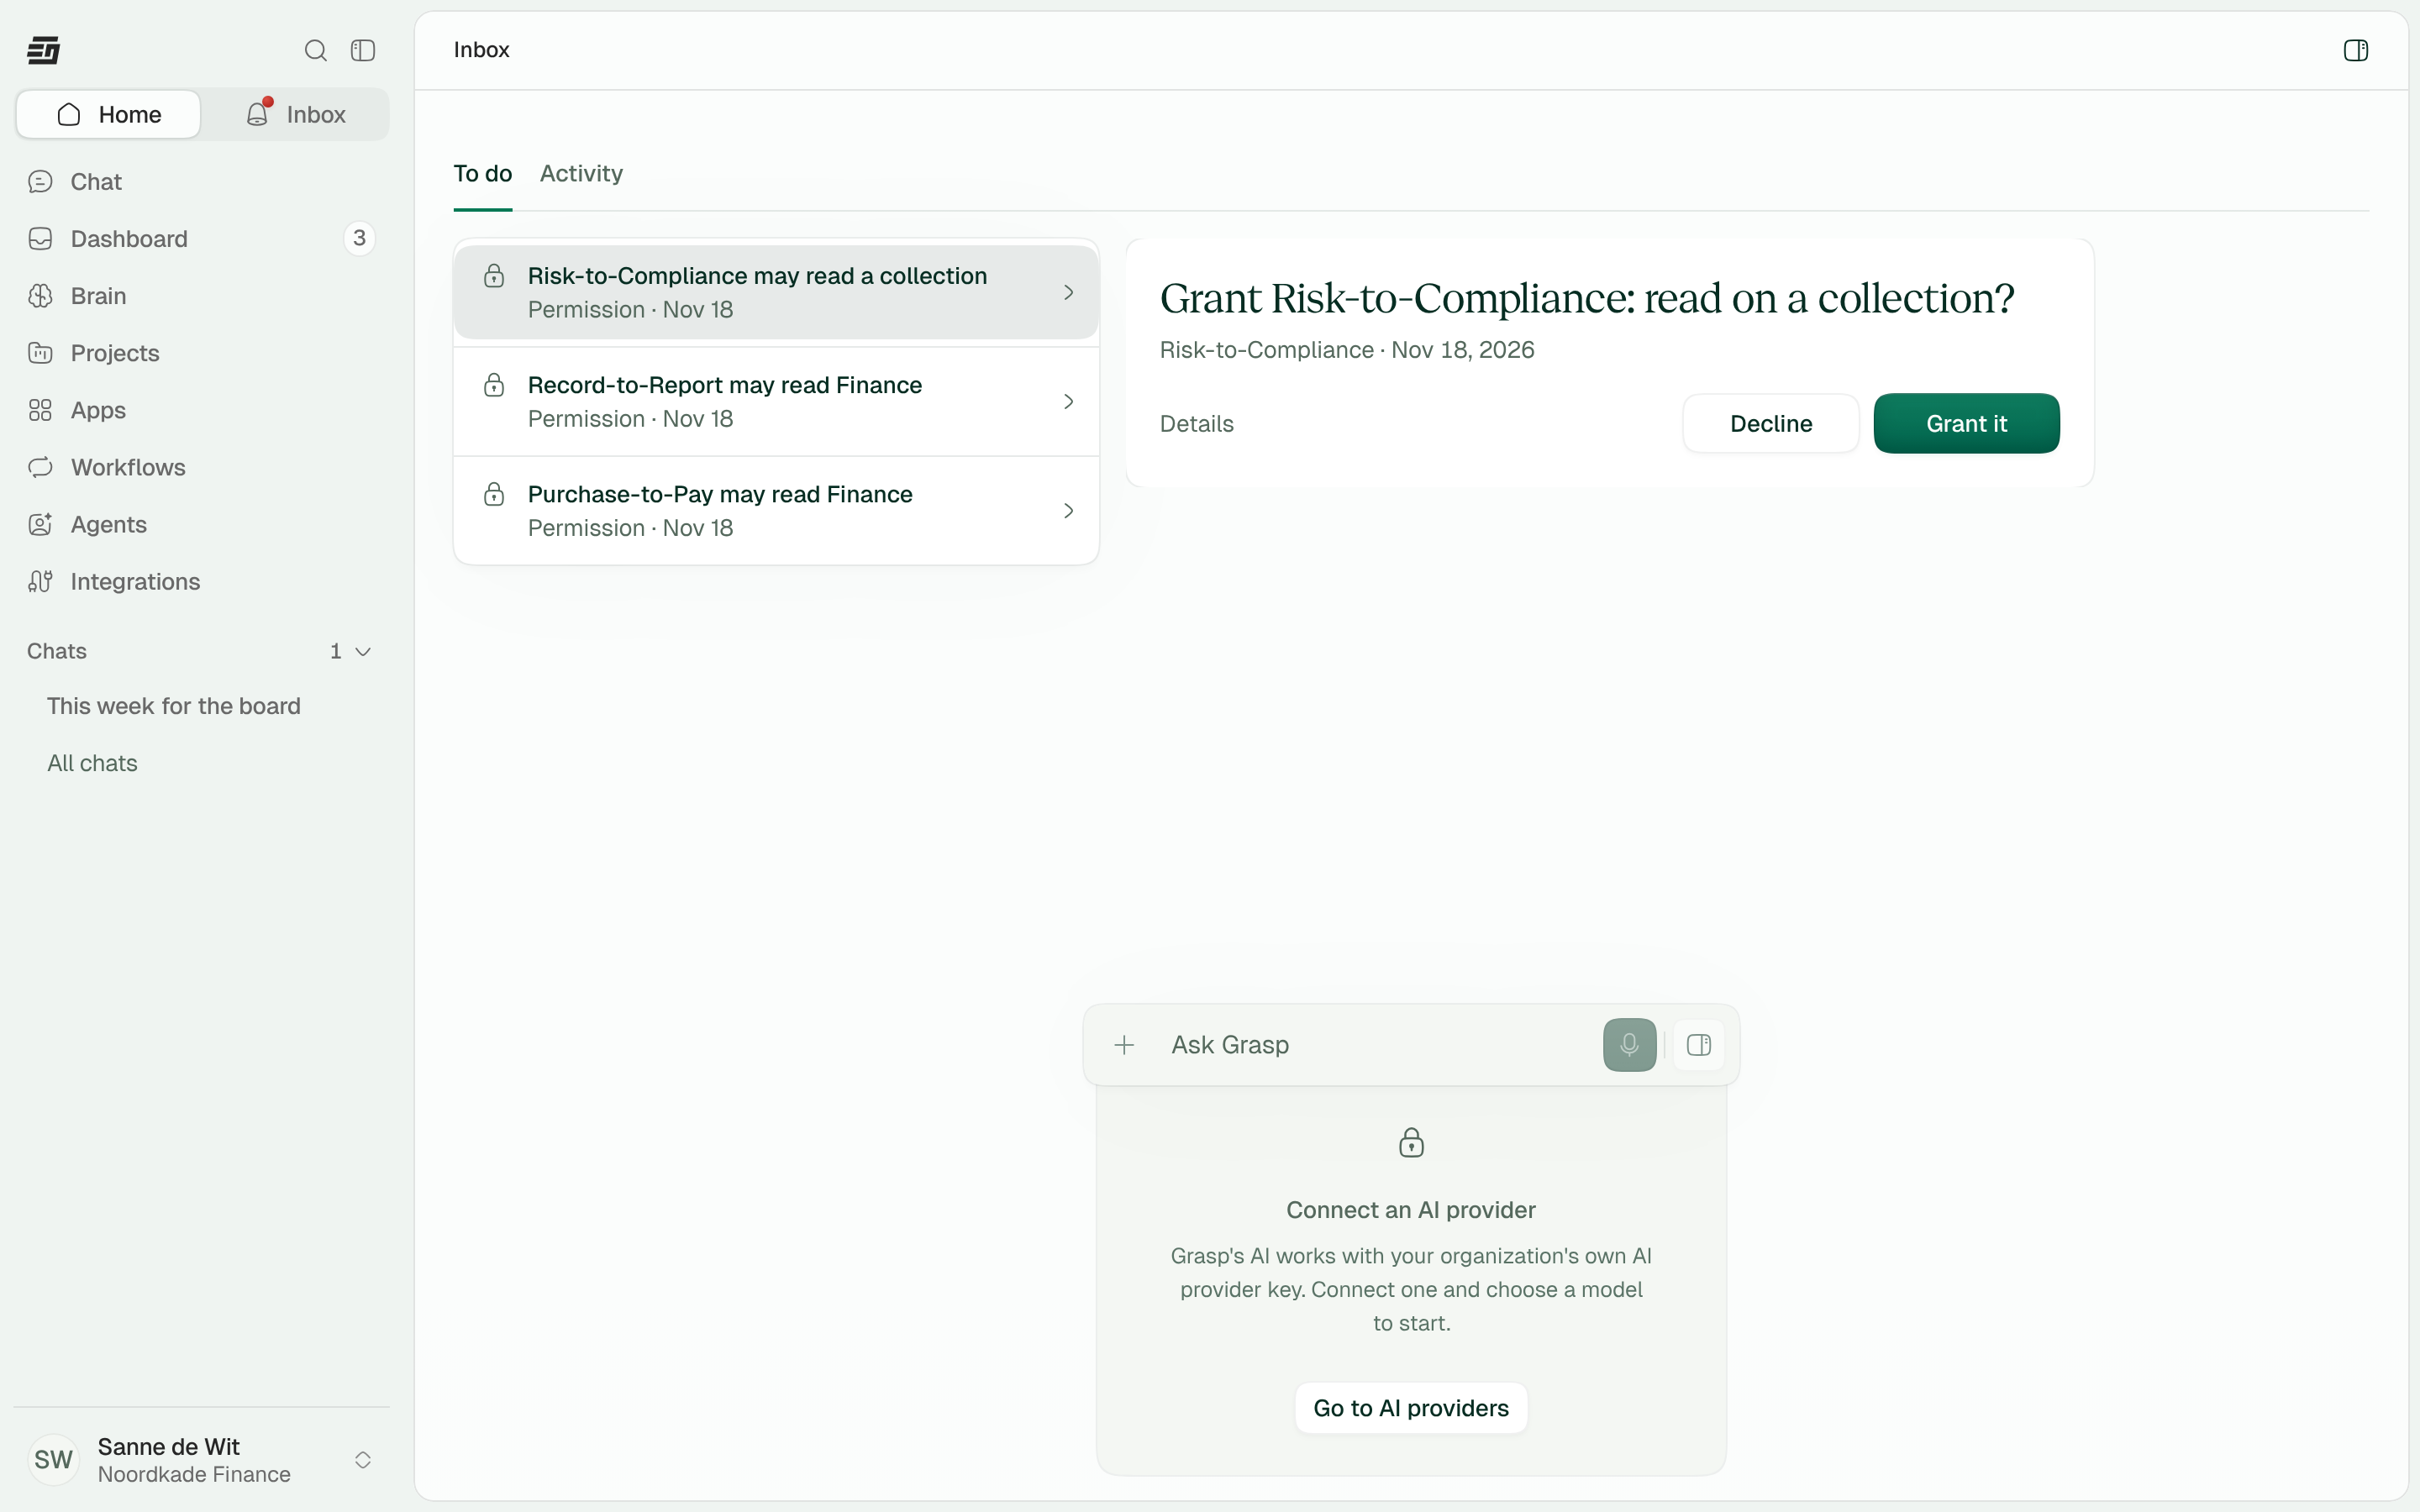 Home
Inbox
Chat
Dashboard
3
Brain
Projects
Apps
Workflows
Agents
Integrations
Chats
1
This week for the board
All chats
SW
Sanne de Wit
Noordkade Finance
Inbox
To do
Activity
Risk-to-Compliance may read a collection
Permission · Nov 18
Record-to-Report may read Finance
Permission · Nov 18
Purchase-to-Pay may read Finance
Permission · Nov 18
Grant Risk-to-Compliance: read on a collection?
Risk-to-Compliance · Nov 18, 2026
Details
Decline
Grant it
Ask Grasp
Connect an AI provider
Grasp's AI works with your organization's own AI
provider key. Connect one and choose a model
to start.
Go to AI providers